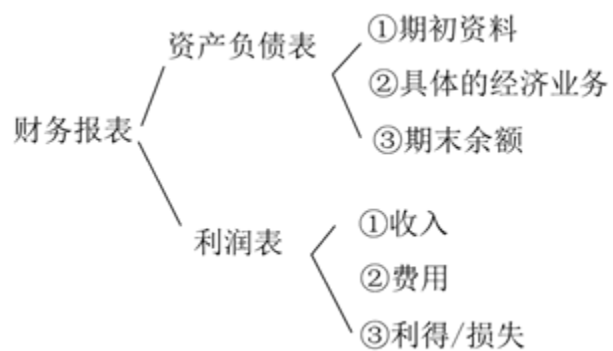 财务报表
资产负债表
①期初资料
②具体的经济业务
③期末余额
利润表
①收入
②费用
③利得/损失